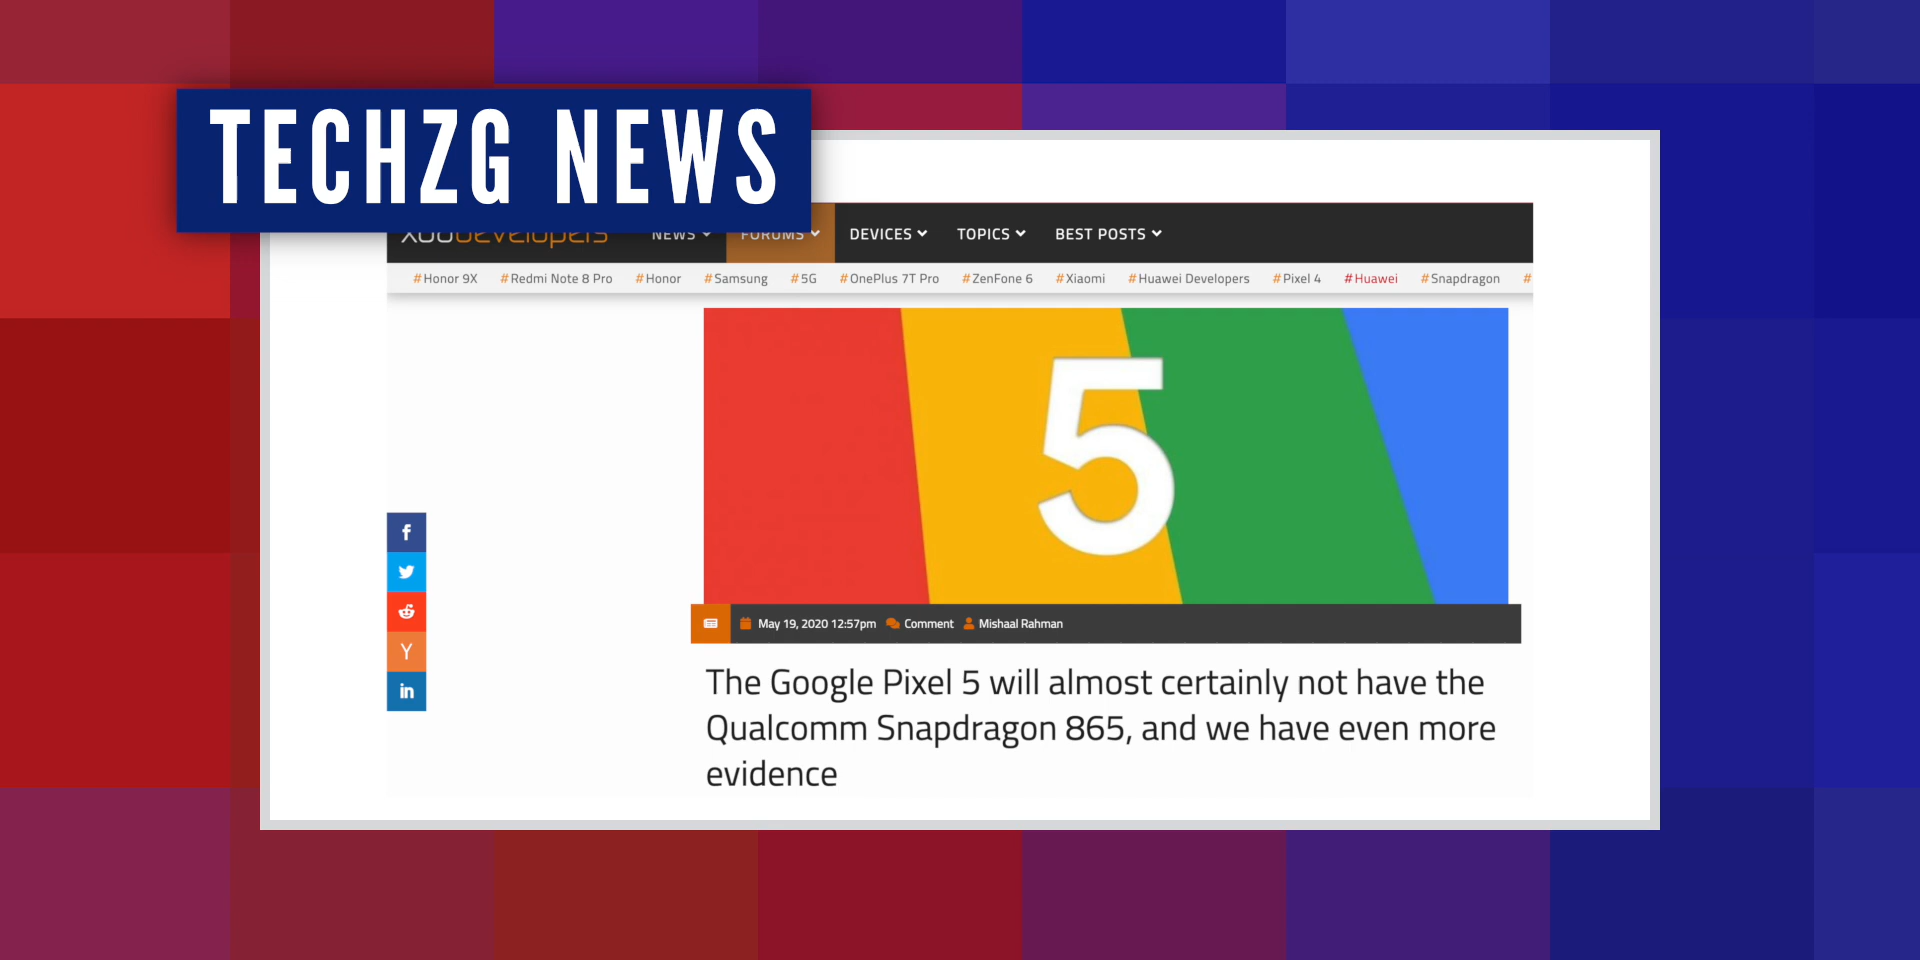 TECHZG NEWS
xdadevelopers NEWS FORUMS DEVICES TOPICS BEST POSTS
#Honor 9X #Redmi Note 8 Pro #Honor #Samsung #5G #OnePlus 7T Pro #ZenFone 6 #Xiaomi #Huawei Developers #Pixel 4 #Huawei #Snapdragon #
5
f
Y
in
May 19, 2020 12:57pm Comment Mishaal Rahman
The Google Pixel 5 will almost certainly not have the
Qualcomm Snapdragon 865, and we have even more
evidence